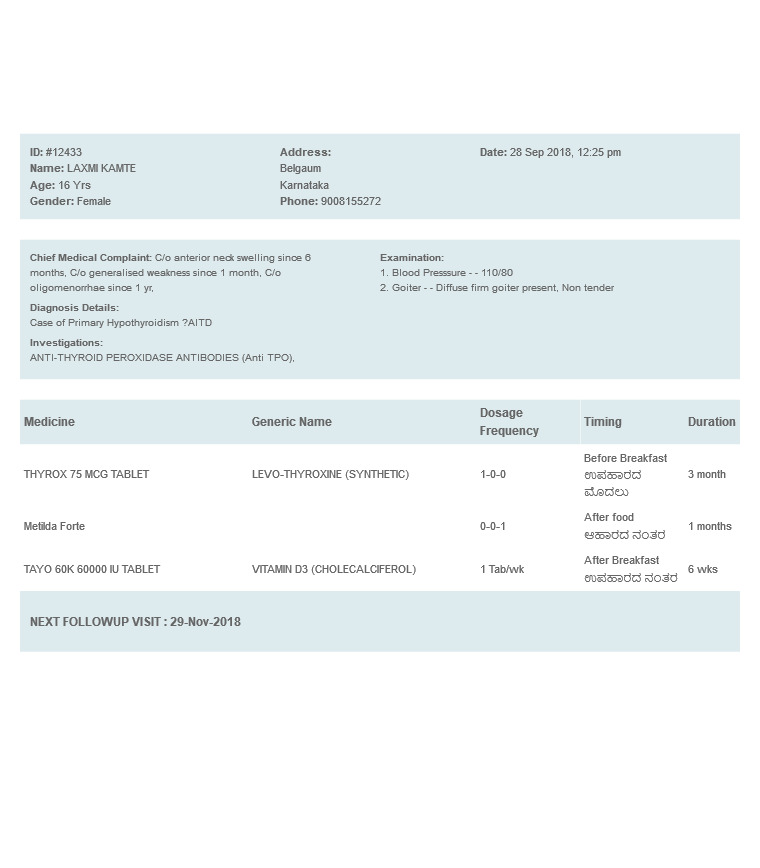 ID: #12433
Name: LAXMI KAMTE
Age: 16 Yrs
Gender: Female
Address:
Belgaum
Karnataka
Phone: 9008155272
Date: 28 Sep 2018, 12:25 pm
Chief Medical Complaint: C/o anterior neck swelling since 6
months, C/o generalised weakness since 1 month, C/o
oligomenorrhae since 1 yr,
Diagnosis Details:
Case of Primary Hypothyroidism ?AITD
Investigations:
ANTI-THYROID PEROXIDASE ANTIBODIES (Anti TPO),
Examination:
1. Blood Presssure - - 110/80
2. Goiter - - Diffuse firm goiter present, Non tender
Medicine Generic Name Dosage Frequency Timing Duration
THYROX 75 MCG TABLET LEVO-THYROXINE (SYNTHETIC) 1-0-0 Before Breakfast 3 month
ಉಪಹಾರದ
ಮೊದಲು
Metilda Forte 0-0-1 After food 1 months
ಆಹಾರದ ನಂತರ
TAYO 60K 60000 IU TABLET VITAMIN D3 (CHOLECALCIFEROL) 1 Tab/wk After Breakfast 6 wks
ಉಪಹಾರದ ನಂತರ
NEXT FOLLOWUP VISIT : 29-Nov-2018